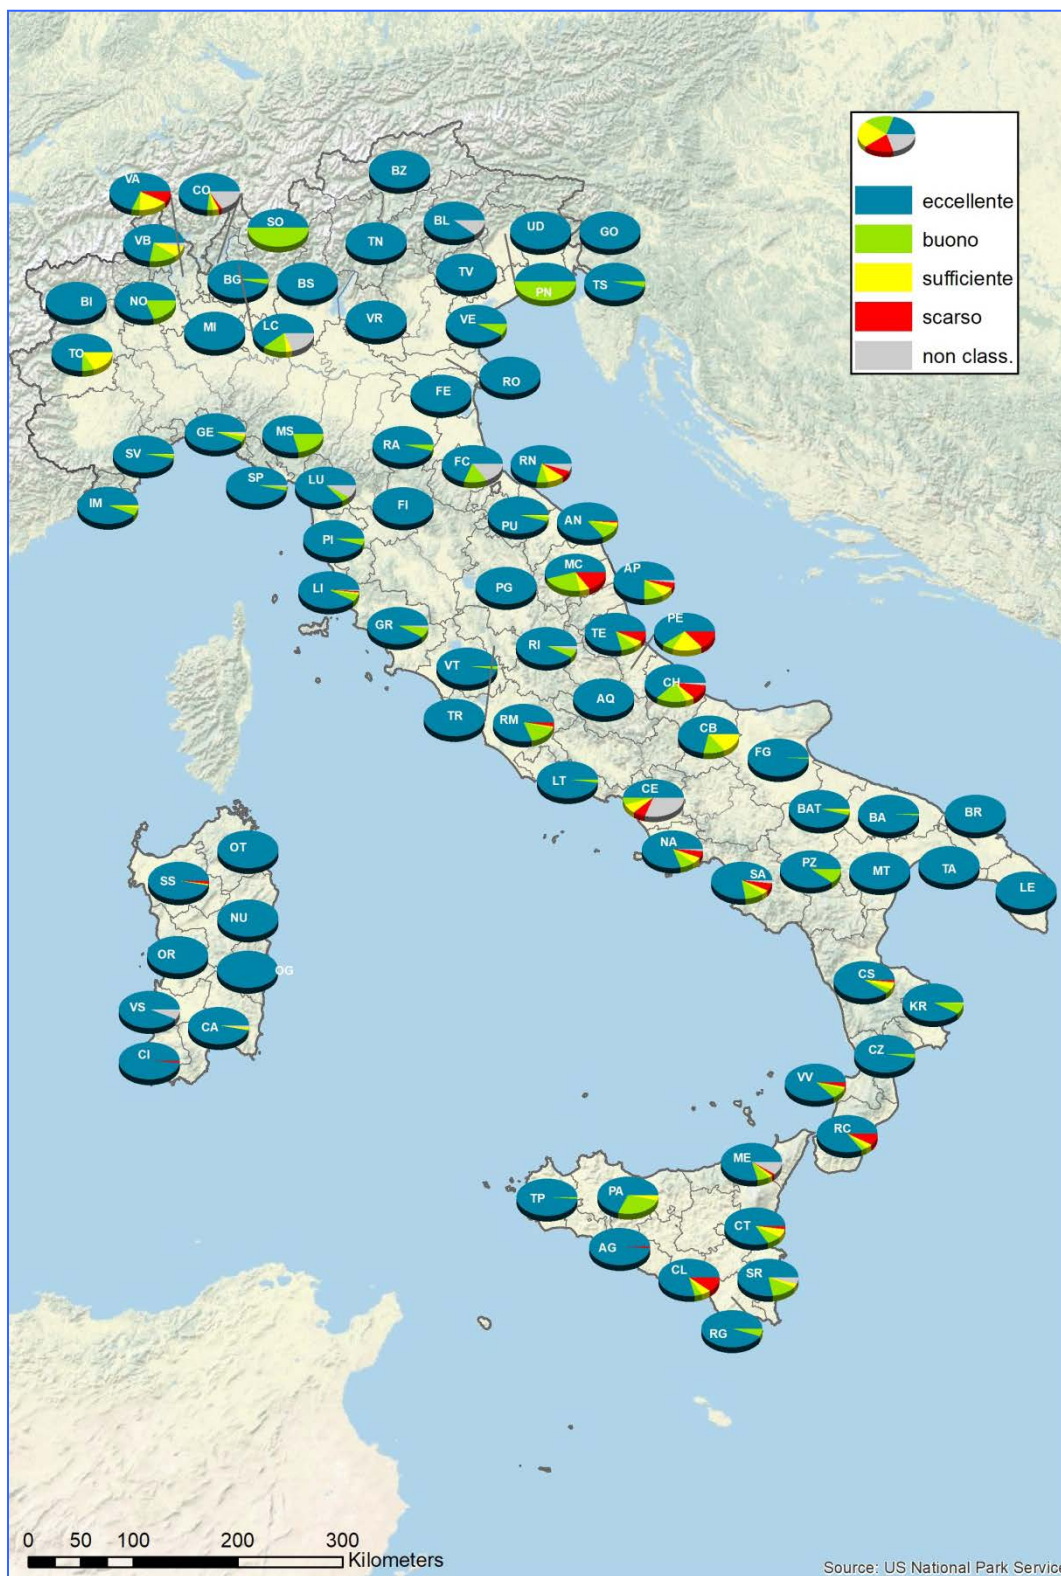 VA
CO
BZ
SO
BL
UD
GO
VB
TN
BG
BS
TV
PN
TS
BI
NO
MI
LC
VR
VE
TO
FE
RO
GE
MS
RA
SV
SP
LU
FC
RN
IM
FI
PU
AN
PI
LI
PG
MC
AP
GR
RI
TE
PE
VT
AQ
CH
TR
RM
CB
FG
LT
CE
BAT
BA
BR
NA
SA
PZ
MT
TA
LE
OT
SS
NU
OR
OG
VS
CA
CI
CS
KR
CZ
VV
RC
ME
TP
PA
CT
AG
CL
SR
RG
eccellente
buono
sufficiente
scarso
non class.
0 50 100 200 300
Kilometers
Source: US National Park Service